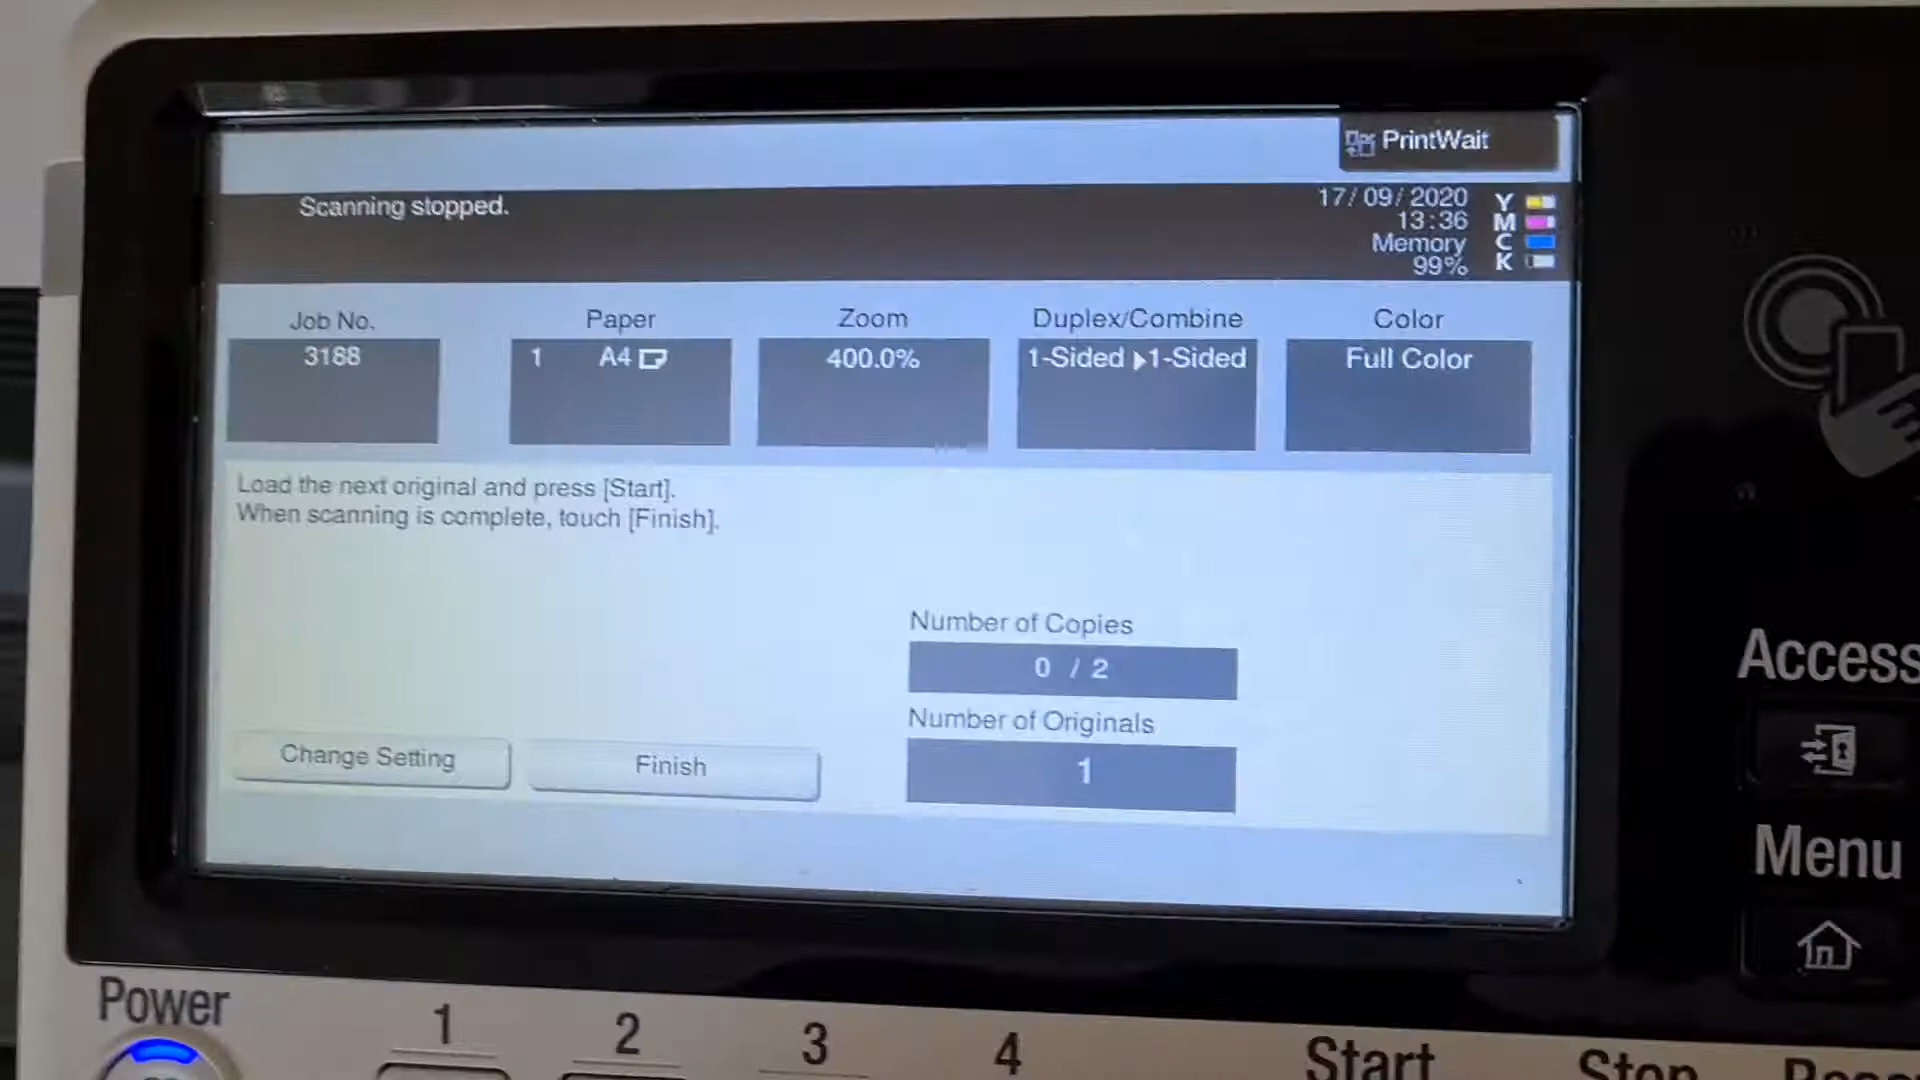 PrintWait
Scanning stopped.
17/09/2020
13:36
Memory
99%
Y
M
C
K
Job No.
3188
Paper
1 A4
Zoom
400.0%
Duplex/Combine
1-Sided ▶1-Sided
Color
Full Color
Load the next original and press [Start].
When scanning is complete, touch [Finish].
Number of Copies
0 / 2
Number of Originals
1
Change Setting
Finish
Access
Menu
Power
1
2
3
4
Start
Stop